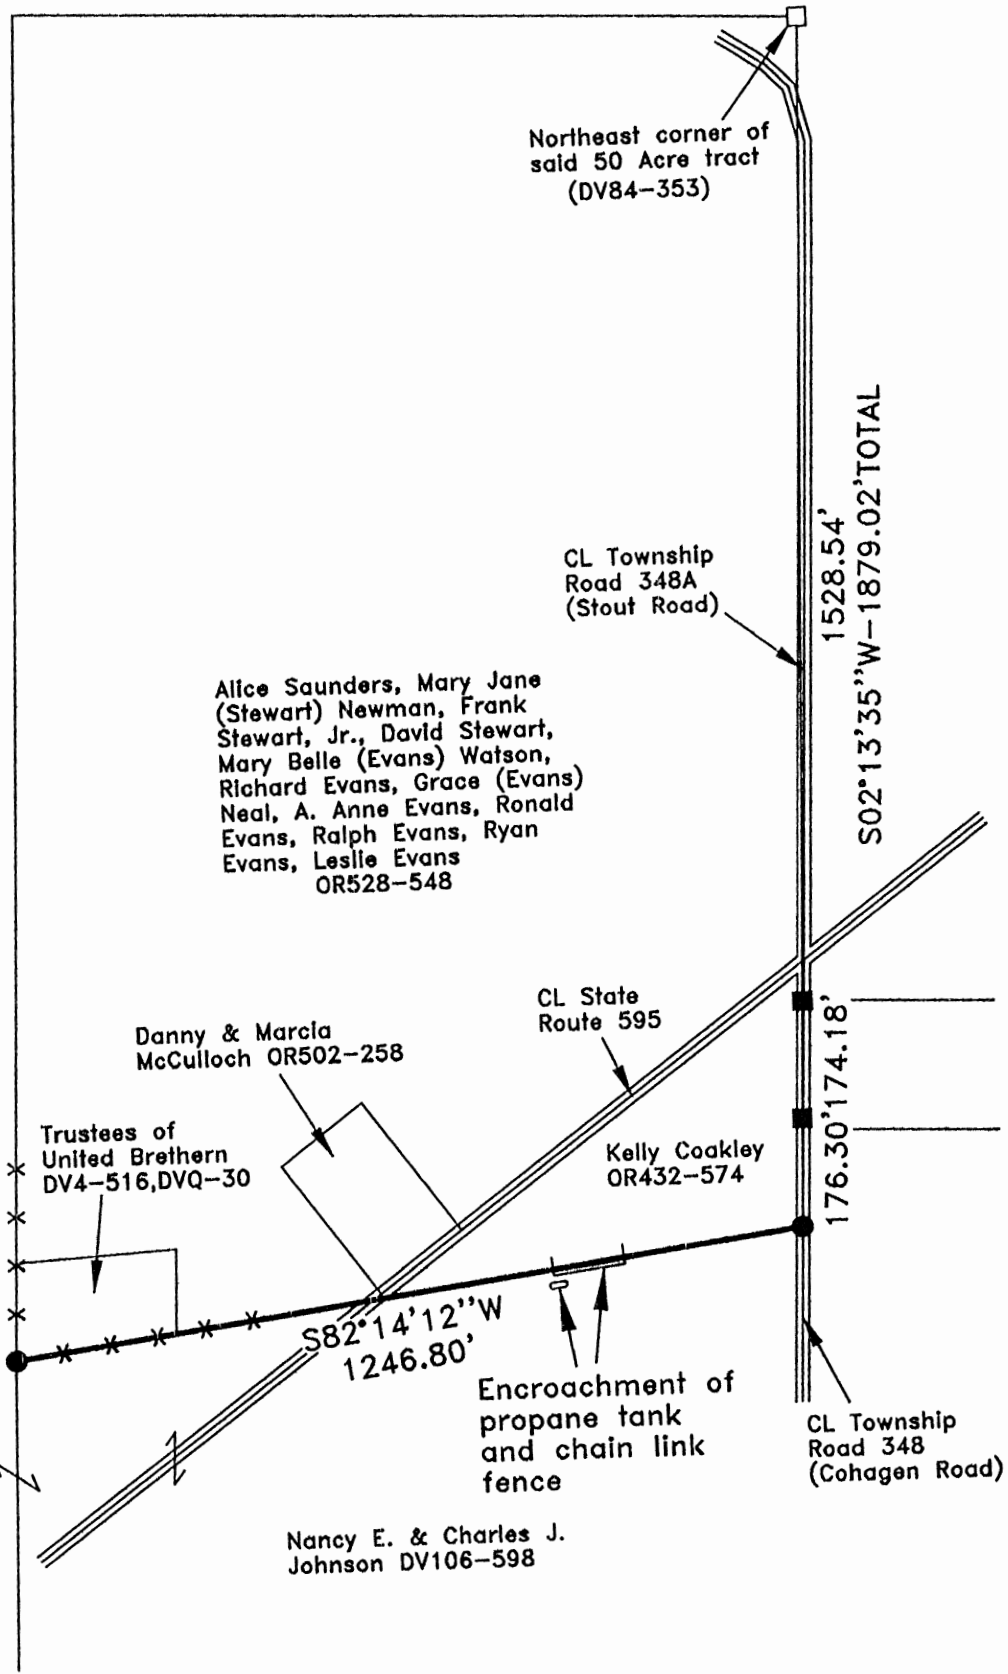 Northeast corner of
said 50 Acre tract
(DV84-353)
1528.54'
S02°13'35"W-1879.02'TOTAL
CL Township
Road 348A
(Stout Road)
Alice Saunders, Mary Jane
(Stewart) Newman, Frank
Stewart, Jr., David Stewart,
Mary Belle (Evans) Watson,
Richard Evans, Grace (Evans)
Neal, A. Anne Evans, Ronald
Evans, Ralph Evans, Ryan
Evans, Leslie Evans
OR528-548
CL State
Route 595
174.18'
176.30'
Danny & Marcia
McCulloch OR502-258
Trustees of
United Brethern
DV4-516,DVQ-30
Kelly Coakley
OR432-574
S82°14'12"W
1246.80'
Encroachment of
propane tank
and chain link
fence
CL Township
Road 348
(Cohagen Road)
Nancy E. & Charles J.
Johnson DV106-598